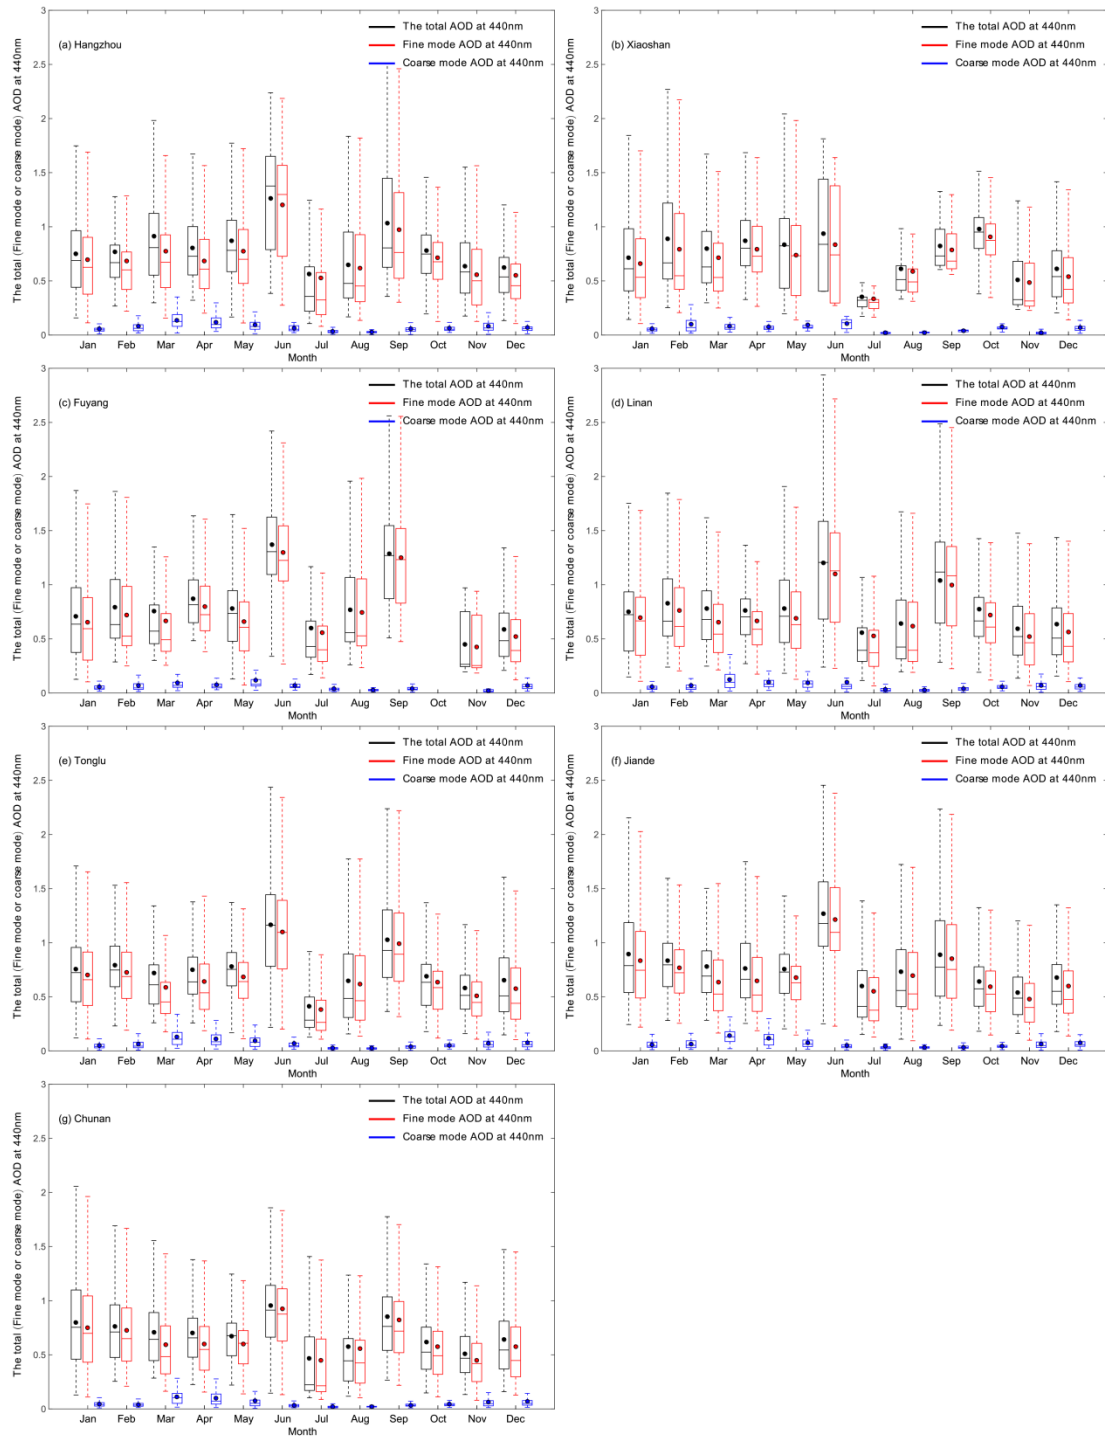 The total (Fine mode or coarse mode) AOD at 440nm
3
2.5
2
1.5
1
0.5
0
(a) Hangzhou
The total AOD at 440nm
Fine mode AOD at 440nm
Coarse mode AOD at 440nm
Jan Feb Mar Apr May Jun Jul Aug Sep Oct Nov Dec
Month
The total (Fine mode or coarse mode) AOD at 440nm
3
2.5
2
1.5
1
0.5
0
(b) Xiaoshan
The total AOD at 440nm
Fine mode AOD at 440nm
Coarse mode AOD at 440nm
Jan Feb Mar Apr May Jun Jul Aug Sep Oct Nov Dec
Month
The total (Fine mode or coarse mode) AOD at 440nm
3
2.5
2
1.5
1
0.5
0
(c) Fuyang
The total AOD at 440nm
Fine mode AOD at 440nm
Coarse mode AOD at 440nm
Jan Feb Mar Apr May Jun Jul Aug Sep Oct Nov Dec
Month
The total (Fine mode or coarse mode) AOD at 440nm
3
2.5
2
1.5
1
0.5
0
(d) Linan
The total AOD at 440nm
Fine mode AOD at 440nm
Coarse mode AOD at 440nm
Jan Feb Mar Apr May Jun Jul Aug Sep Oct Nov Dec
Month
The total (Fine mode or coarse mode) AOD at 440nm
3
2.5
2
1.5
1
0.5
0
(e) Tonglu
The total AOD at 440nm
Fine mode AOD at 440nm
Coarse mode AOD at 440nm
Jan Feb Mar Apr May Jun Jul Aug Sep Oct Nov Dec
Month
The total (Fine mode or coarse mode) AOD at 440nm
3
2.5
2
1.5
1
0.5
0
(f) Jiande
The total AOD at 440nm
Fine mode AOD at 440nm
Coarse mode AOD at 440nm
Jan Feb Mar Apr May Jun Jul Aug Sep Oct Nov Dec
Month
The total (Fine mode or coarse mode) AOD at 440nm
3
2.5
2
1.5
1
0.5
0
(g) Chunan
The total AOD at 440nm
Fine mode AOD at 440nm
Coarse mode AOD at 440nm
Jan Feb Mar Apr May Jun Jul Aug Sep Oct Nov Dec
Month